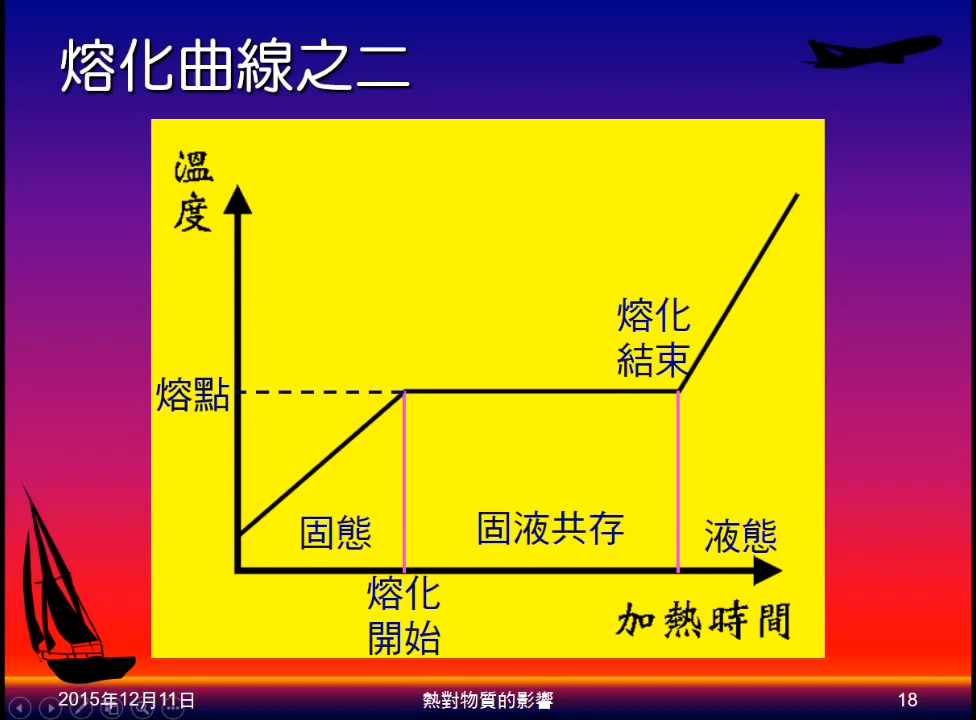 熔化曲線之二
溫
度
熔化
結束
熔點
固態
固液共存
液態
熔化
開始
加熱時間
2015年12月11日
熱對物質的影響
18